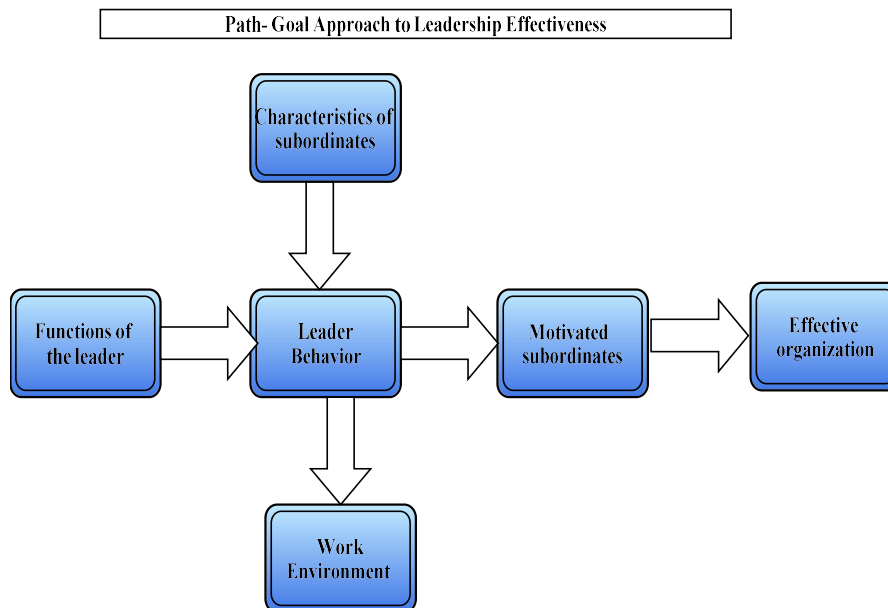 Path- Goal Approach to Leadership Effectiveness
Characteristics of
subordinates
Functions of
the leader
Leader
Behavior
Motivated
subordinates
Effective
organization
Work
Environment